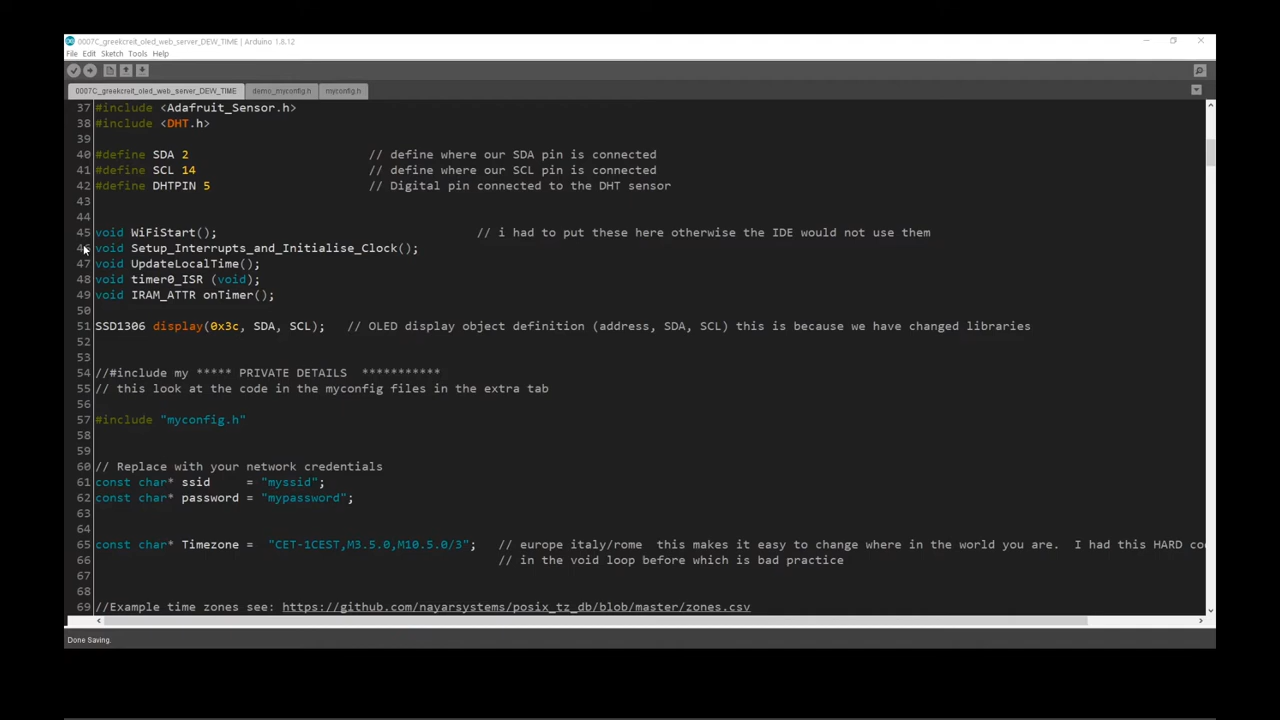 0007C_greekcreit_oled_web_server_DEW_TIME | Arduino 1.8.12
File Edit Sketch Tools Help
0007C_greekcreit_oled_web_server_DEW_TIME demo_myconfig.h myconfig.h
37 #include <Adafruit_Sensor.h>
38 #include <DHT.h>
39
40 #define SDA 2 // define where our SDA pin is connected
41 #define SCL 14 // define where our SCL pin is connected
42 #define DHTPIN 5 // Digital pin connected to the DHT sensor
43
44
45 void WiFiStart(); // i had to put these here otherwise the IDE would not use them
46 void Setup_Interrupts_and_Initialise_Clock();
47 void UpdateLocalTime();
48 void timer0_ISR (void);
49 void IRAM_ATTR onTimer();
50
51 SSD1306 display(0x3c, SDA, SCL); // OLED display object definition (address, SDA, SCL) this is because we have changed libraries
52
53
54 //#include my ***** PRIVATE DETAILS ***********
55 // this look at the code in the myconfig files in the extra tab
56
57 #include "myconfig.h"
58
59
60 // Replace with your network credentials
61 const char* ssid = "myssid";
62 const char* password = "mypassword";
63
64
65 const char* Timezone = "CET-1CEST,M3.5.0,M10.5.0/3"; // europe italy/rome this makes it easy to change where in the world you are. I had this HARD co
66 // in the void loop before which is bad practice
67
68
69 //Example time zones see: https://github.com/nayarsystems/posix_tz_db/blob/master/zones.csv
Done Saving.